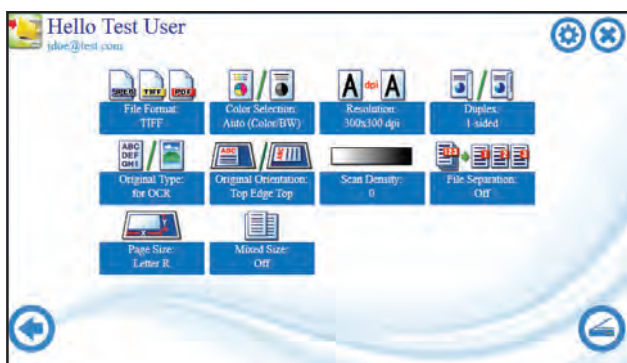 Hello Test User
jdoe@test.com
JPEG TIFF PDF
A dpi A
File Format:
TIFF
Color Selection:
Auto (Color/BW)
Resolution:
300x300 dpi
Duplex:
1-sided
ABC
DEF
GHI
ABC
123
Original Type:
for OCR
Original Orientation:
Top Edge Top
Scan Density:
0
File Separation:
Off
Y
X
Page Size:
Letter R
Mixed Size:
Off